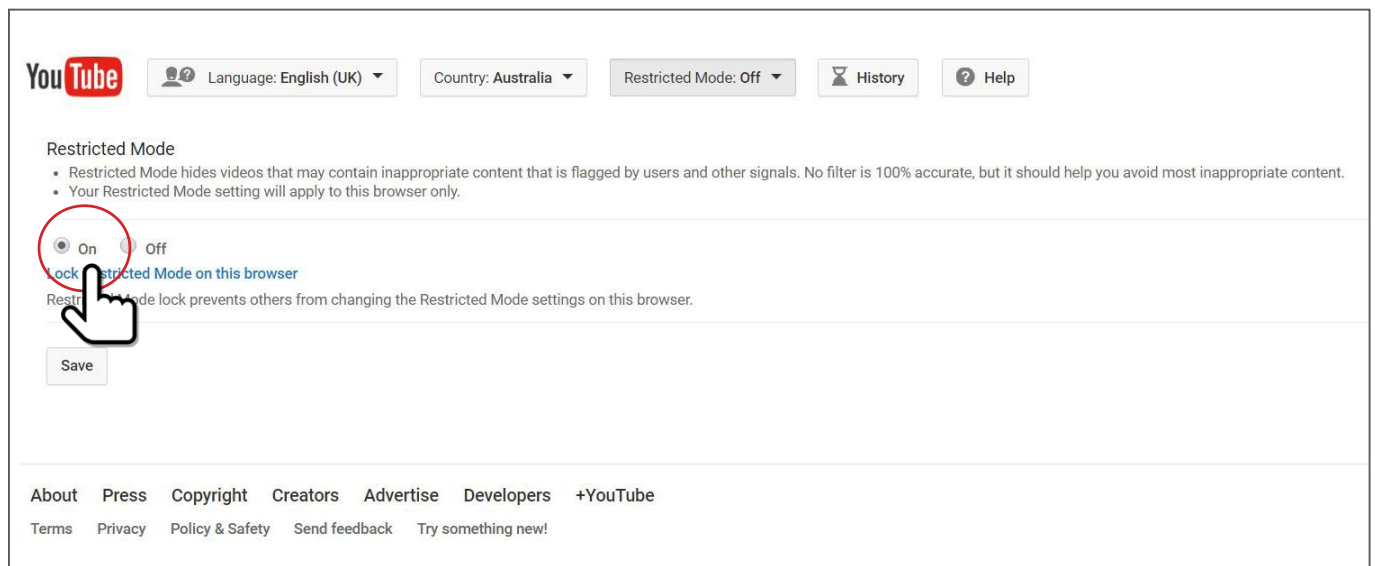 YouTube Language: English (UK) Country: Australia Restricted Mode: Off History Help
Restricted Mode
• Restricted Mode hides videos that may contain inappropriate content that is flagged by users and other signals. No filter is 100% accurate, but it should help you avoid most inappropriate content.
• Your Restricted Mode setting will apply to this browser only.
On Off
Lock Restricted Mode on this browser
Restricted Mode lock prevents others from changing the Restricted Mode settings on this browser.
Save
About Press Copyright Creators Advertise Developers +YouTube
Terms Privacy Policy & Safety Send feedback Try something new!